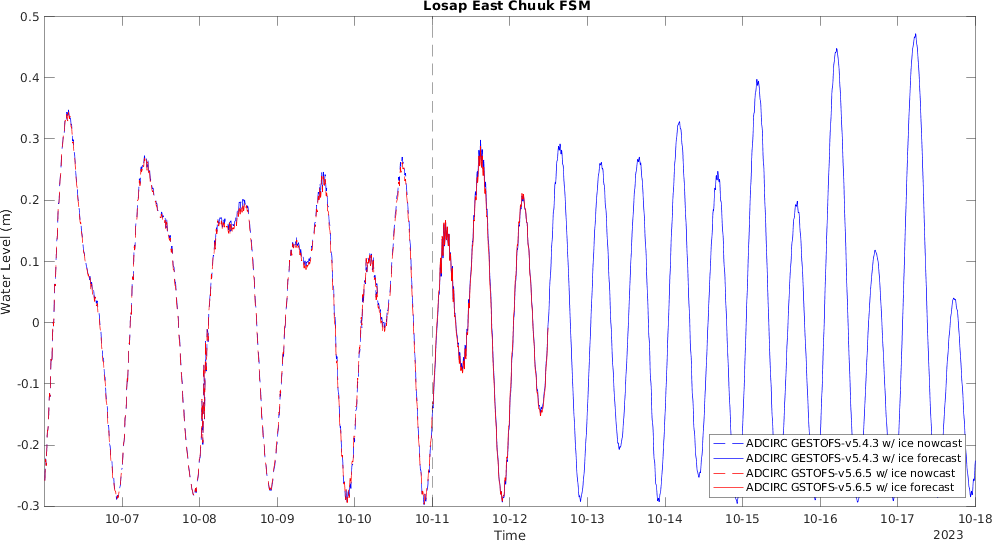 Losap East Chuuk FSM
0.5
0.4
0.3
0.2
0.1
0
-0.1
-0.2
-0.3
Water Level (m)
ADCIRC GESTOFS-v5.4.3 w/ ice nowcast
ADCIRC GESTOFS-v5.4.3 w/ ice forecast
ADCIRC GSTOFS-v5.6.5 w/ ice nowcast
ADCIRC GSTOFS-v5.6.5 w/ ice forecast
10-07 10-08 10-09 10-10 10-11 10-12 10-13 10-14 10-15 10-16 10-17 10-18
Time
2023